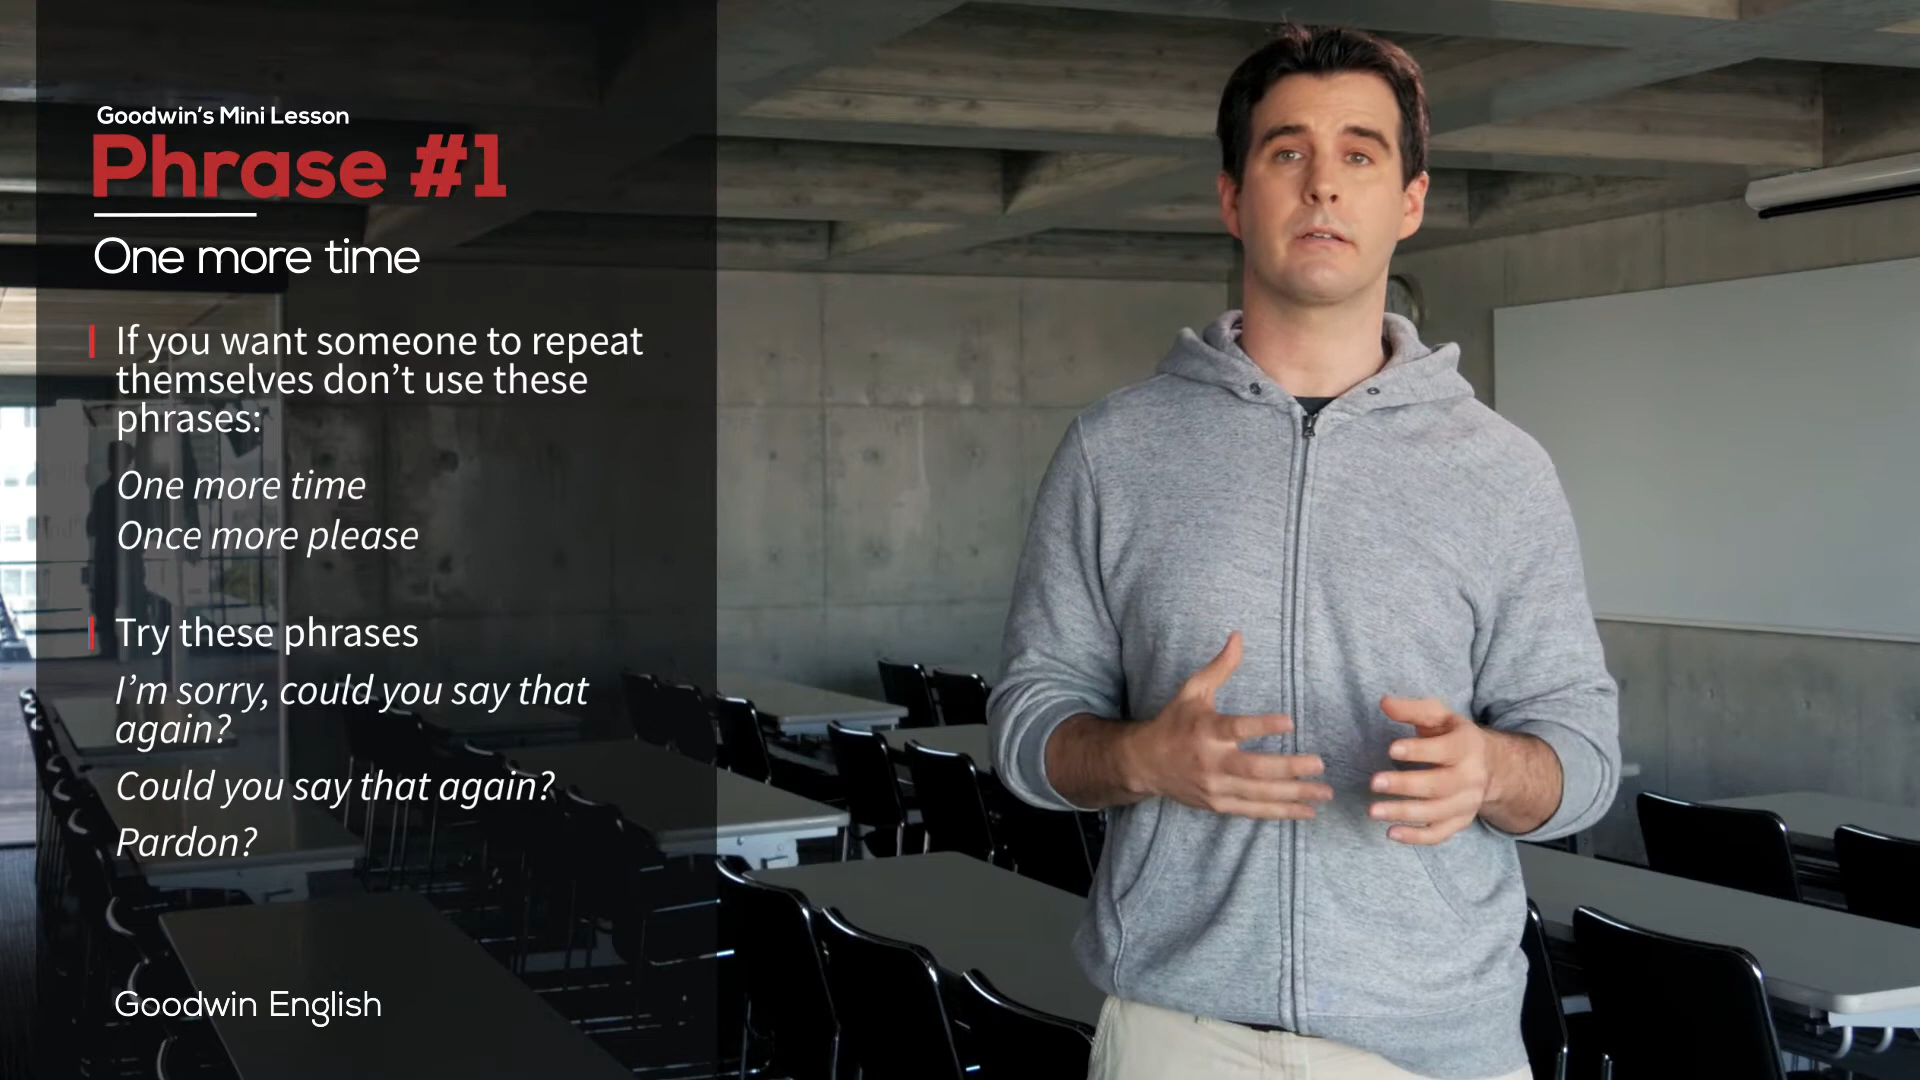 Goodwin's Mini Lesson
Phrase #1
One more time
If you want someone to repeat
themselves don't use these
phrases:
One more time
Once more please
Try these phrases
I'm sorry, could you say that
again?
Could you say that again?
Pardon?
Goodwin English